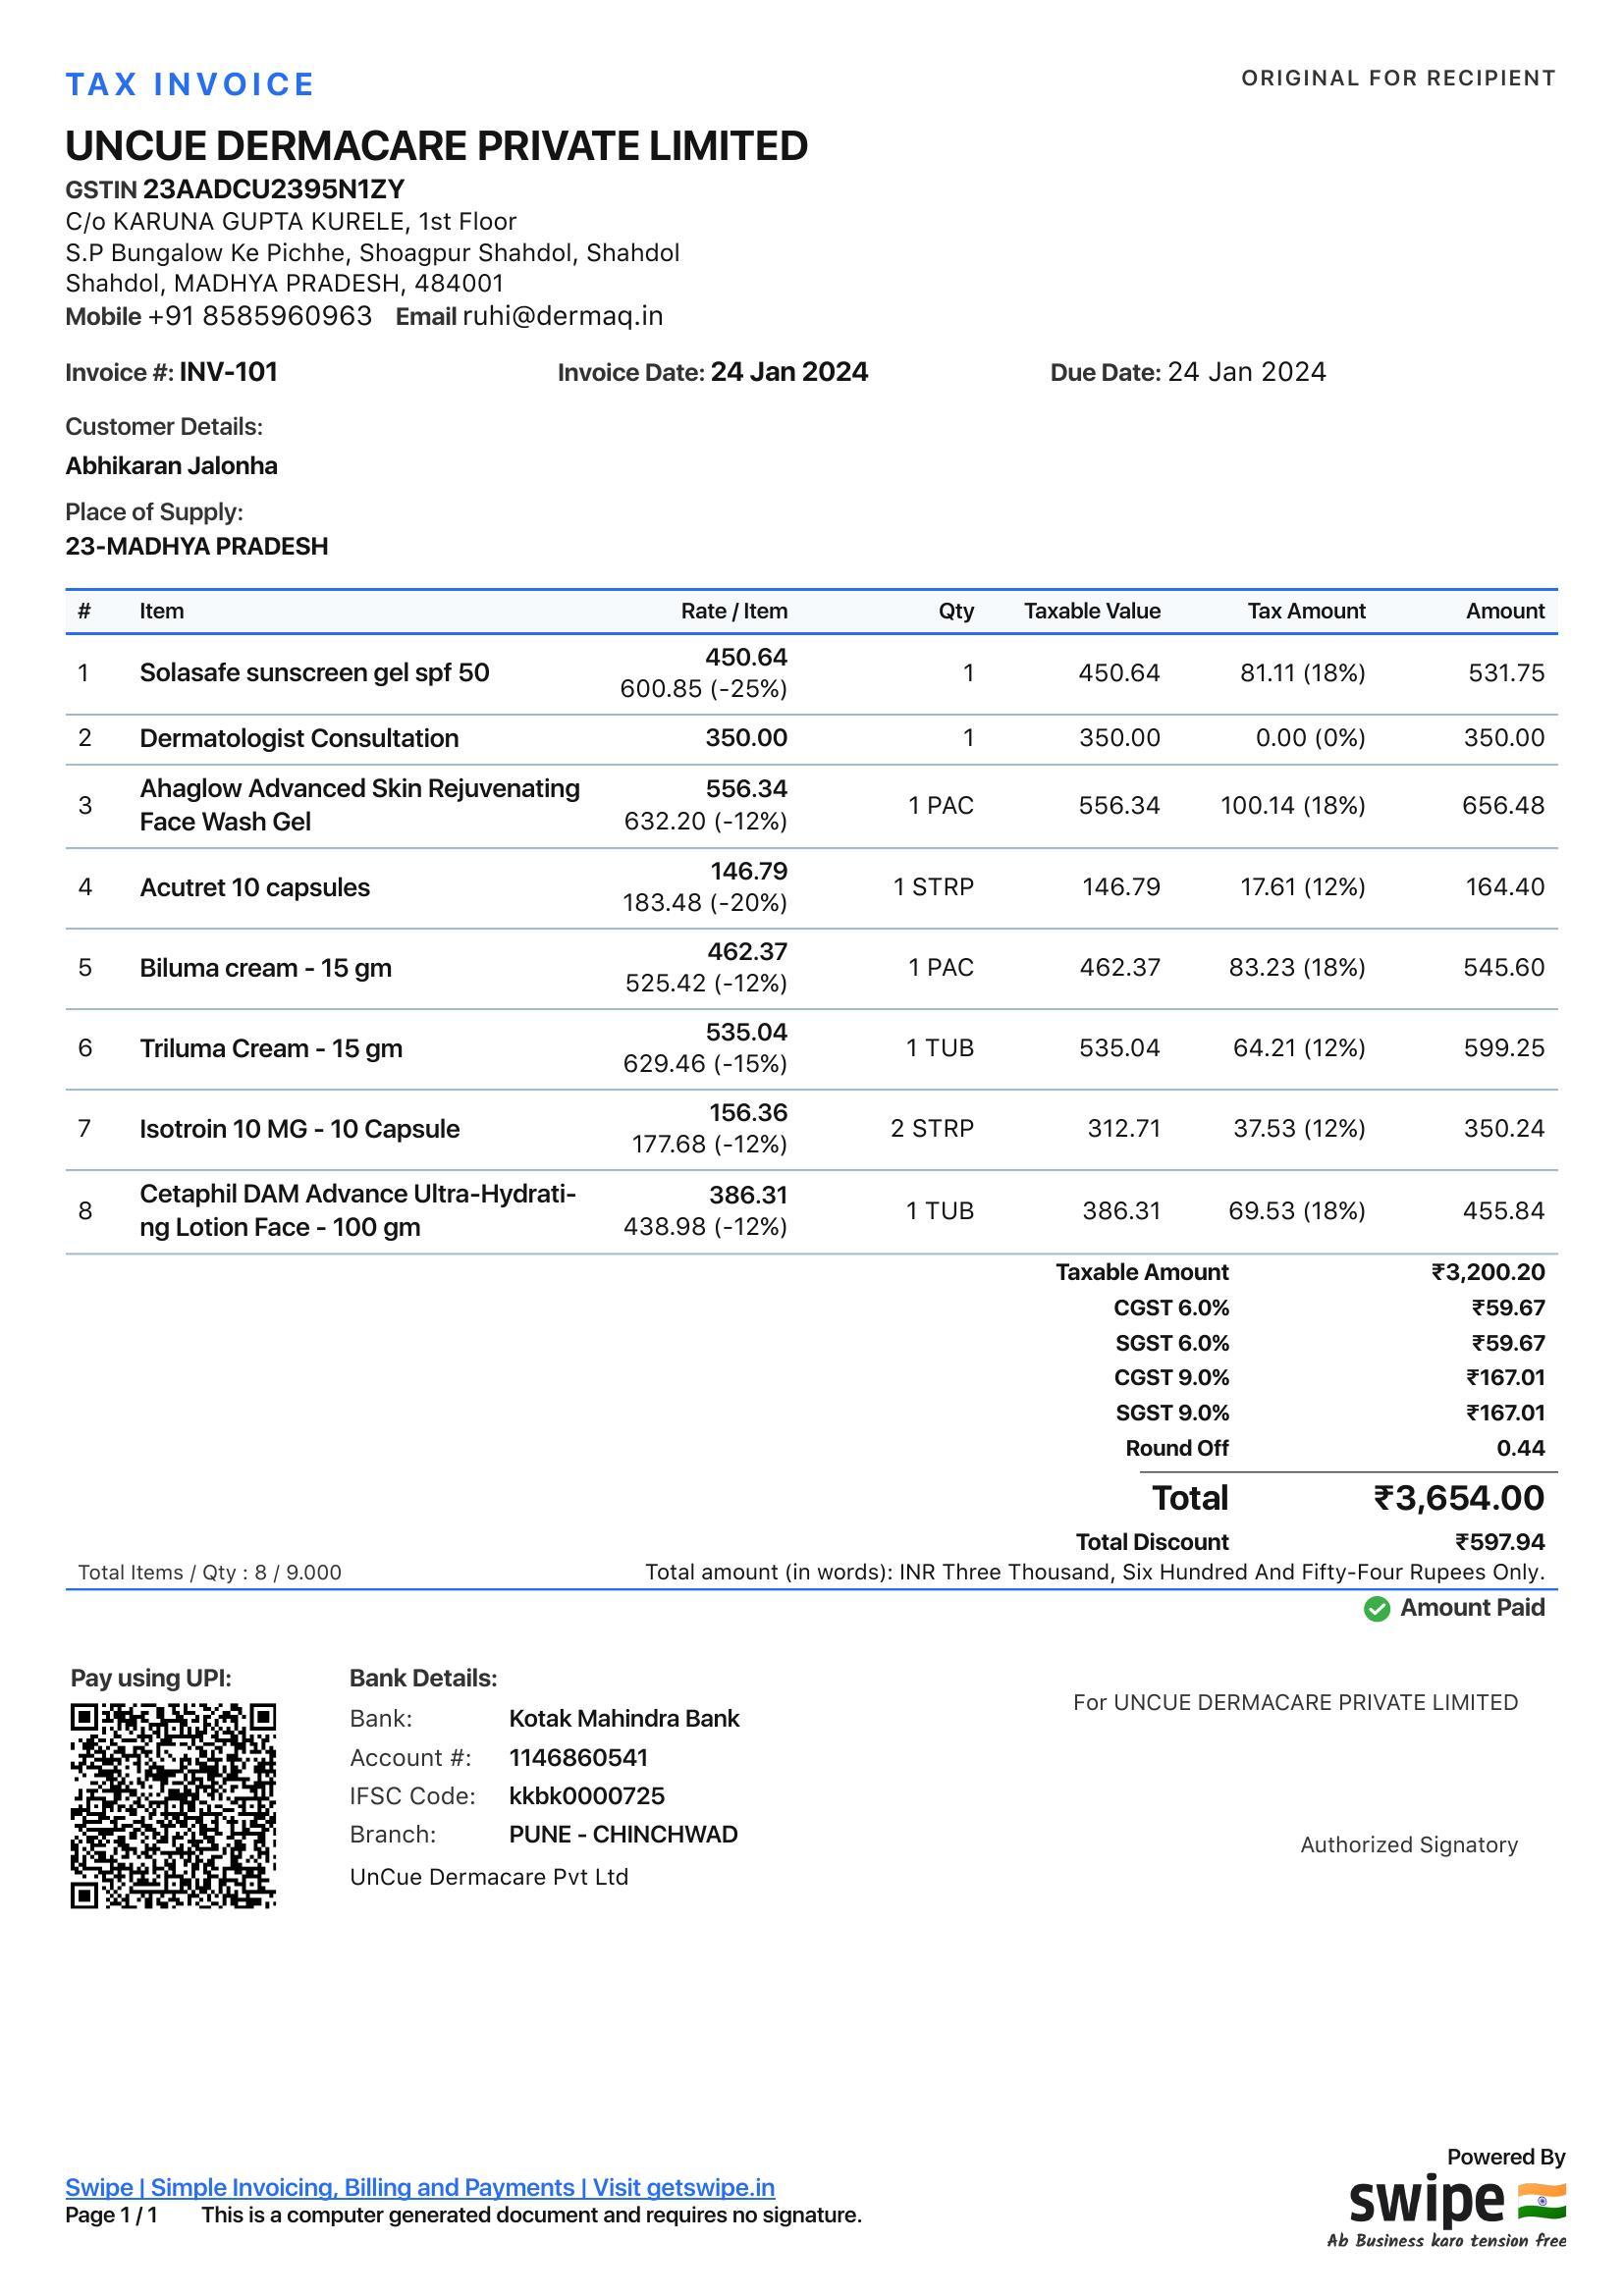 TAX INVOICE
ORIGINAL FOR RECIPIENT
UNCUE DERMACARE PRIVATE LIMITED
GSTIN 23AADCU2395N1ZY
C/o KARUNA GUPTA KURELE, 1st Floor
S.P Bungalow Ke Pichhe, Shoagpur Shahdol, Shahdol
Shahdol, MADHYA PRADESH, 484001
Mobile +91 8585960963 Email ruhi@dermaq.in
Invoice #: INV-101 Invoice Date: 24 Jan 2024 Due Date: 24 Jan 2024
Customer Details:
Abhikaran Jalonha
Place of Supply:
23-MADHYA PRADESH
# Item Rate / Item Qty Taxable Value Tax Amount Amount
1 Solasafe sunscreen gel spf 50 450.64 1 450.64 81.11 (18%) 531.75
600.85 (-25%)
2 Dermatologist Consultation 350.00 1 350.00 0.00 (0%) 350.00
3 Ahaglow Advanced Skin Rejuvenating 556.34 1 PAC 556.34 100.14 (18%) 656.48
Face Wash Gel 632.20 (-12%)
4 Acutret 10 capsules 146.79 1 STRP 146.79 17.61 (12%) 164.40
183.48 (-20%)
5 Biluma cream - 15 gm 462.37 1 PAC 462.37 83.23 (18%) 545.60
525.42 (-12%)
6 Triluma Cream - 15 gm 535.04 1 TUB 535.04 64.21 (12%) 599.25
629.46 (-15%)
7 Isotroin 10 MG - 10 Capsule 156.36 2 STRP 312.71 37.53 (12%) 350.24
177.68 (-12%)
8 Cetaphil DAM Advance Ultra-Hydrati- 386.31 1 TUB 386.31 69.53 (18%) 455.84
ng Lotion Face - 100 gm 438.98 (-12%)
Taxable Amount ₹3,200.20
CGST 6.0% ₹59.67
SGST 6.0% ₹59.67
CGST 9.0% ₹167.01
SGST 9.0% ₹167.01
Round Off 0.44
Total ₹3,654.00
Total Discount ₹597.94
Total Items / Qty : 8 / 9.000 Total amount (in words): INR Three Thousand, Six Hundred And Fifty-Four Rupees Only.
Amount Paid
Pay using UPI:
Bank Details:
Bank: Kotak Mahindra Bank
Account #: 1146860541
IFSC Code: kkbk0000725
Branch: PUNE - CHINCHWAD
UnCue Dermacare Pvt Ltd
For UNCUE DERMACARE PRIVATE LIMITED
Authorized Signatory
Swipe | Simple Invoicing, Billing and Payments | Visit getswipe.in
Page 1 / 1 This is a computer generated document and requires no signature.
Powered By
swipe
Ab Business karo tension free